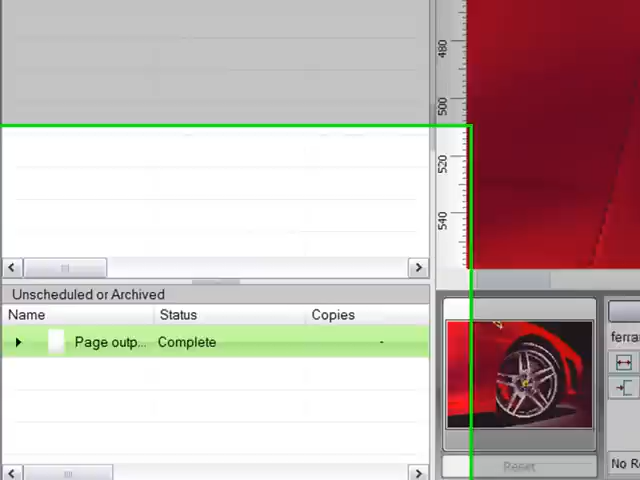 480
500
520
540
Unscheduled or Archived
Name Status Copies
Page outp... Complete -
ferra
No R
Reset